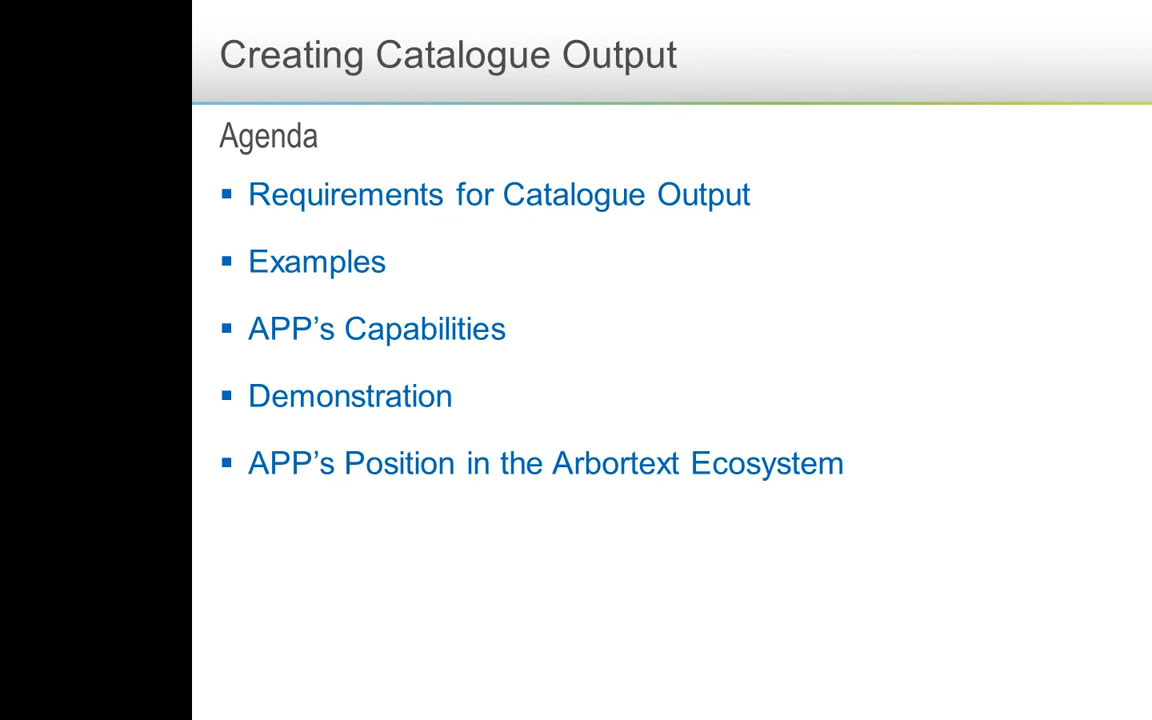 Creating Catalogue Output
Agenda
▪ Requirements for Catalogue Output
▪ Examples
▪ APP’s Capabilities
▪ Demonstration
▪ APP’s Position in the Arbortext Ecosystem